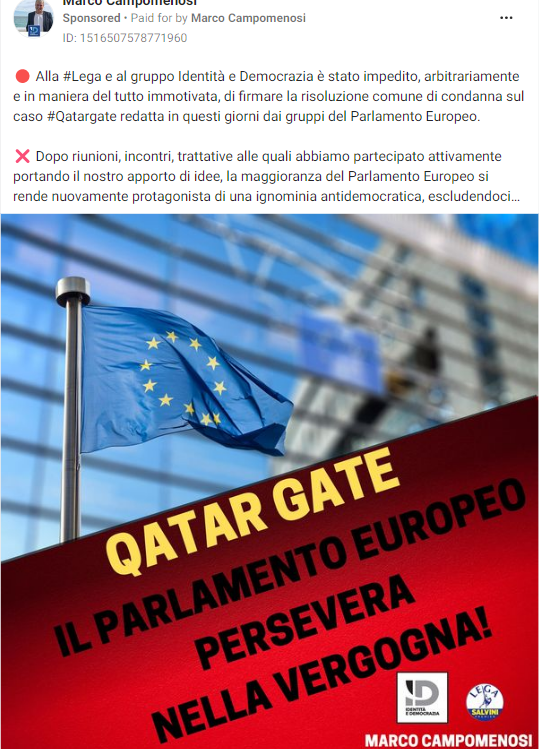 Marco Campomenosi
Sponsored • Paid for by Marco Campomenosi
ID: 1516507578771960
🔴 Alla #Lega e al gruppo Identità e Democrazia è stato impedito, arbitrariamente
e in maniera del tutto immotivata, di firmare la risoluzione comune di condanna sul
caso #Qatargate redatta in questi giorni dai gruppi del Parlamento Europeo.
❌ Dopo riunioni, incontri, trattative alle quali abbiamo partecipato attivamente
portando il nostro apporto di idee, la maggioranza del Parlamento Europeo si
rende nuovamente protagonista di una ignominia antidemocratica, escludendoci…
QATAR GATE
IL PARLAMENTO EUROPEO
PERSEVERA
NELLA VERGOGNA!
ID
IDENTITÀ
E DEMOCRAZIA
LEGA
SALVINI
MARCO CAMPOMENOSI